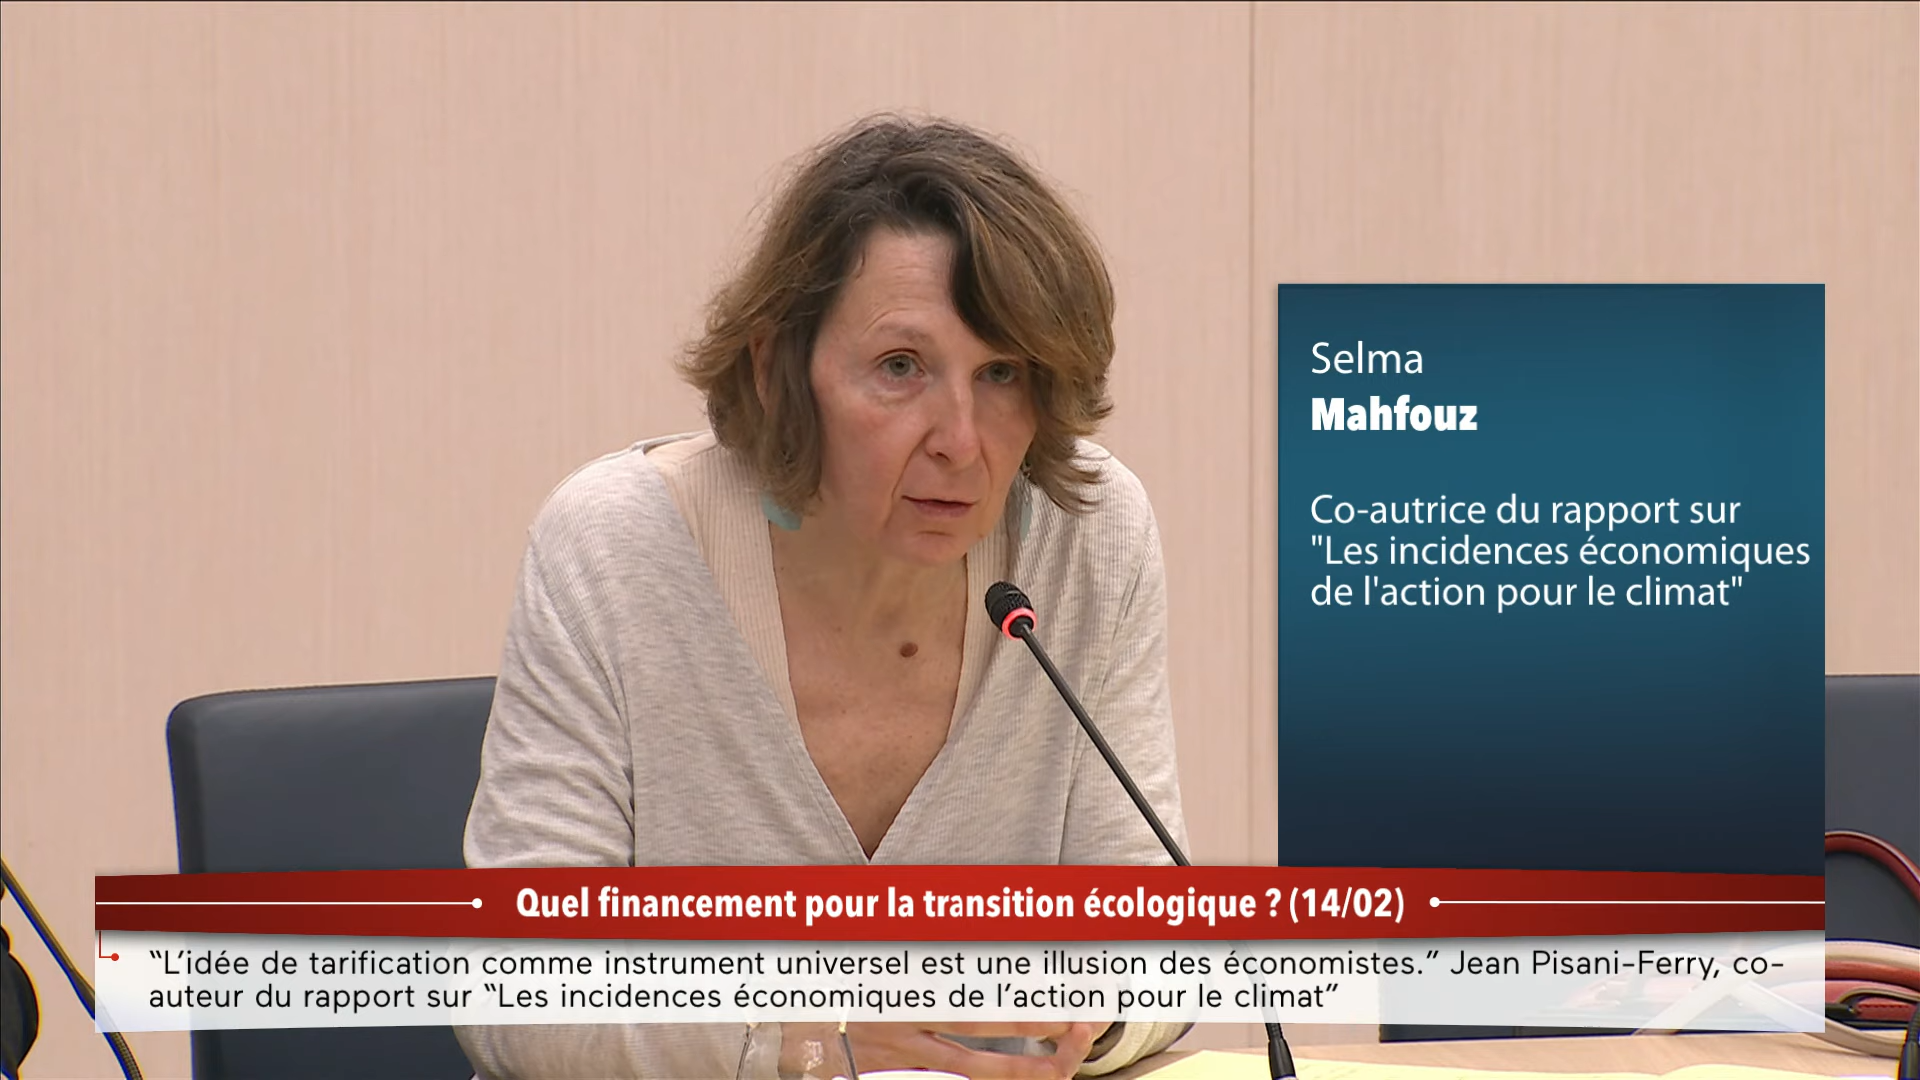 Selma
Mahfouz
Co-autrice du rapport sur
"Les incidences économiques
de l'action pour le climat"
Quel financement pour la transition écologique ? (14/02)
“L’idée de tarification comme instrument universel est une illusion des économistes.” Jean Pisani-Ferry, co-
auteur du rapport sur “Les incidences économiques de l’action pour le climat”